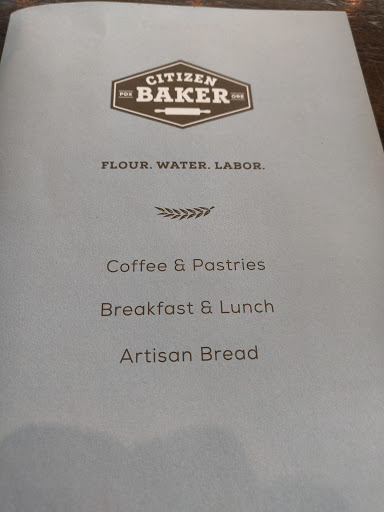 CITIZEN
PDX BAKER ORE
FLOUR. WATER. LABOR.
Coffee & Pastries
Breakfast & Lunch
Artisan Bread